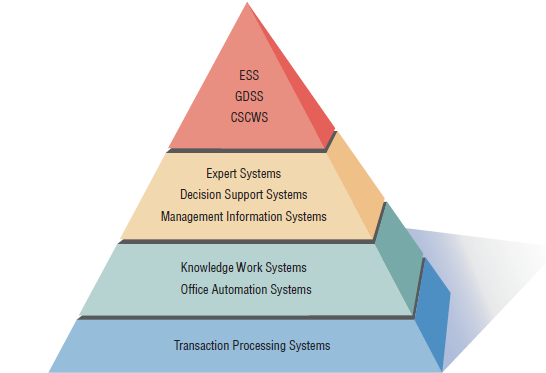 ESS
GDSS
CSCWS
Expert Systems
Decision Support Systems
Management Information Systems
Knowledge Work Systems
Office Automation Systems
Transaction Processing Systems